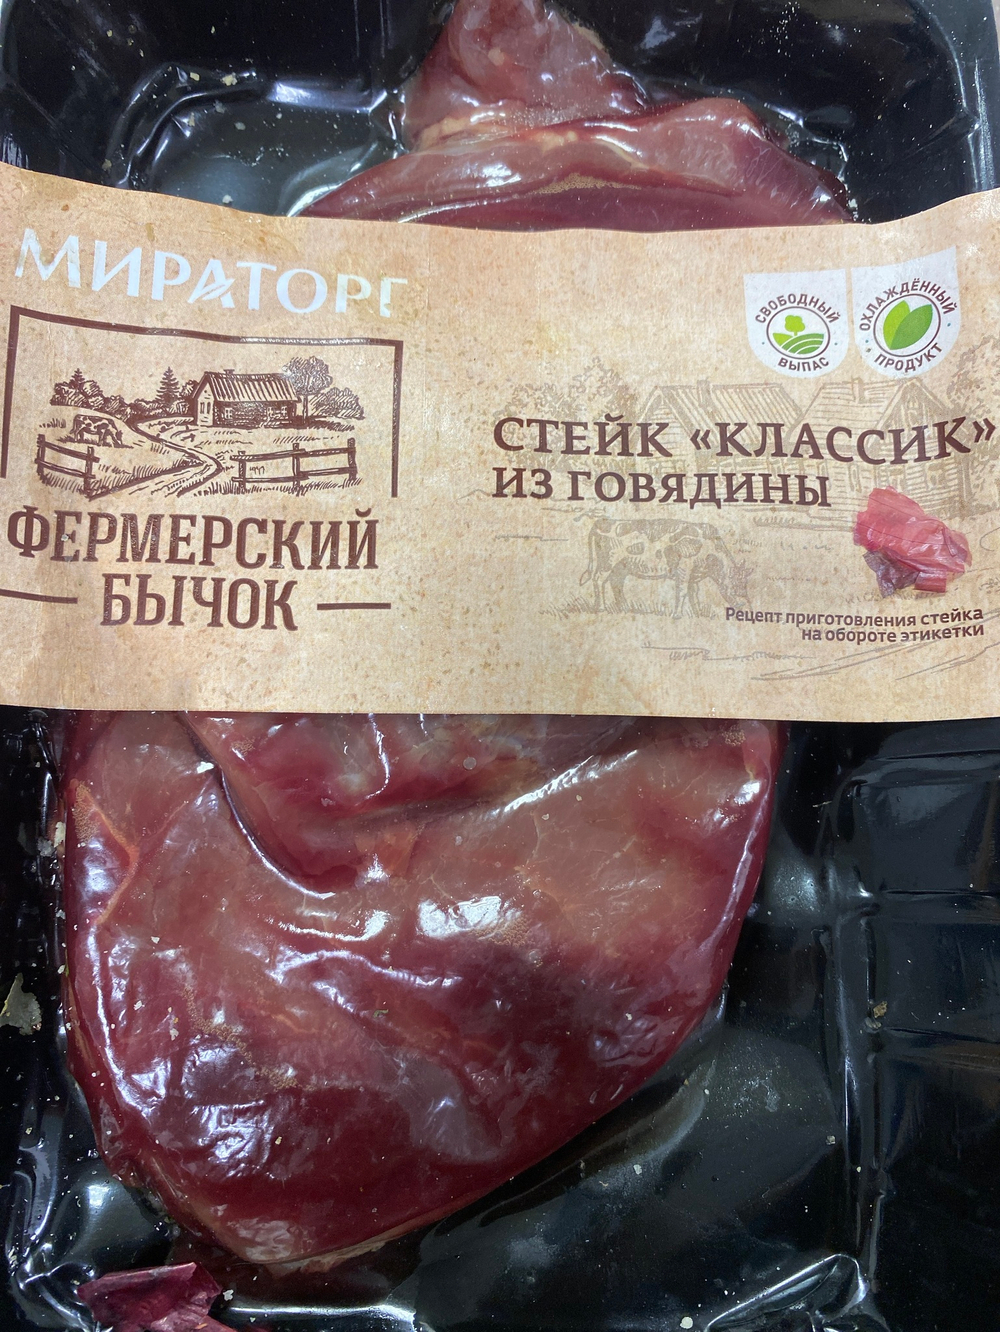 МИРАТОРГ
ФЕРМЕРСКИЙ
БЫЧОК
СВОБОДНЫЙ
ВЫПАС
ОХЛАЖДЁННЫЙ
ПРОДУКТ
СТЕЙК «КЛАССИК»
ИЗ ГОВЯДИНЫ
Рецепт приготовления стейка
на обороте этикетки